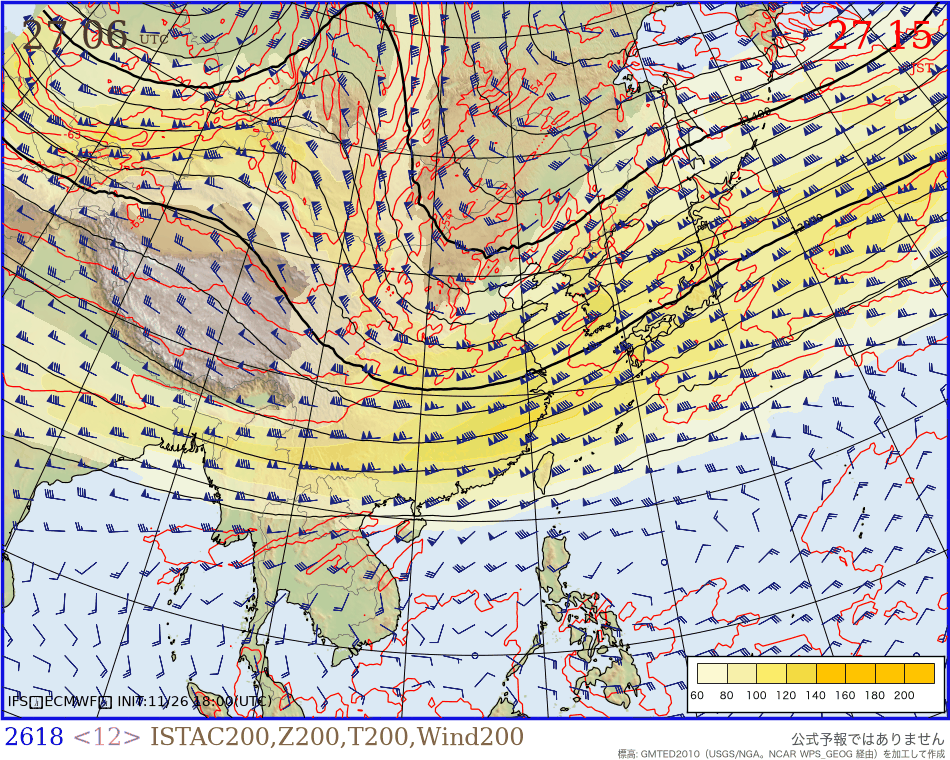 27 06 UTC
27 15
JST
60 80 100 120 140 160 180 200
IFS□ECMWF□ INIT:11/26 18:00(UTC)
2618 <12> ISTAC200,Z200,T200,Wind200
公式予報ではありません
標高: GMTED2010（USGS/NGA。NCAR WPS_GEOG 経由）を加工して作成